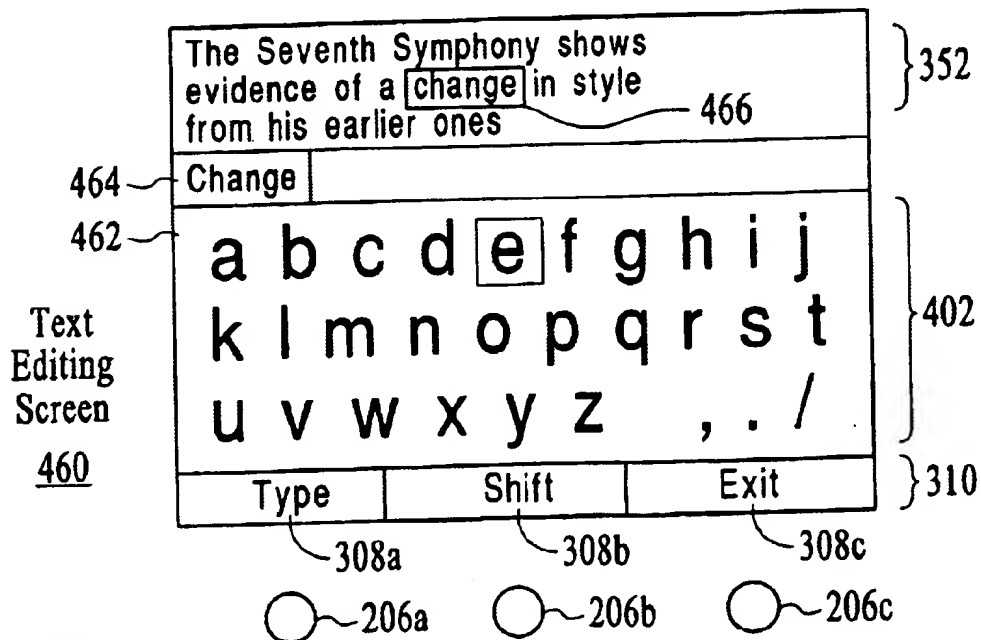 The Seventh Symphony shows
evidence of a change in style
from his earlier ones
352
466
464
Change
462
a b c d e f g h i j
k l m n o p q r s t
u v w x y z , . /
402
Text
Editing
Screen
460
Type Shift Exit
310
308a 308b 308c
206a 206b 206c